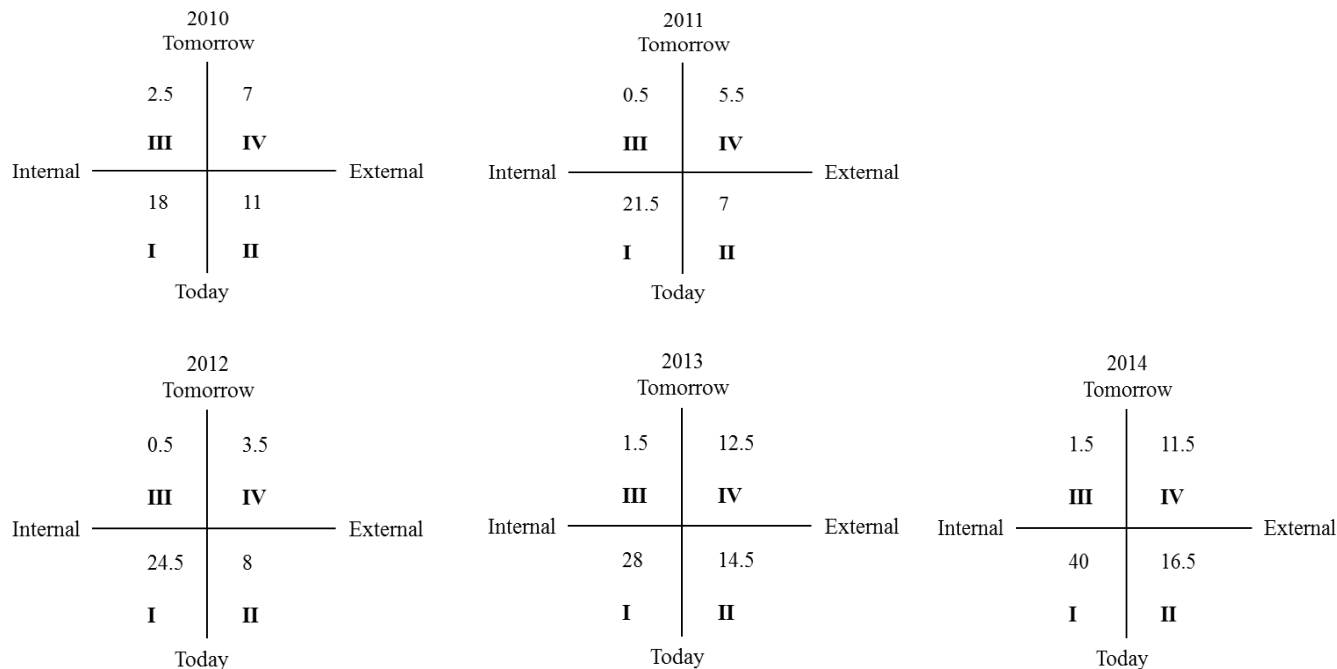 2010
Tomorrow
2.5 7
III IV
Internal External
18 11
I II
Today
2011
Tomorrow
0.5 5.5
III IV
Internal External
21.5 7
I II
Today
2012
Tomorrow
0.5 3.5
III IV
Internal External
24.5 8
I II
Today
2013
Tomorrow
1.5 12.5
III IV
Internal External
28 14.5
I II
Today
2014
Tomorrow
1.5 11.5
III IV
Internal External
40 16.5
I II
Today